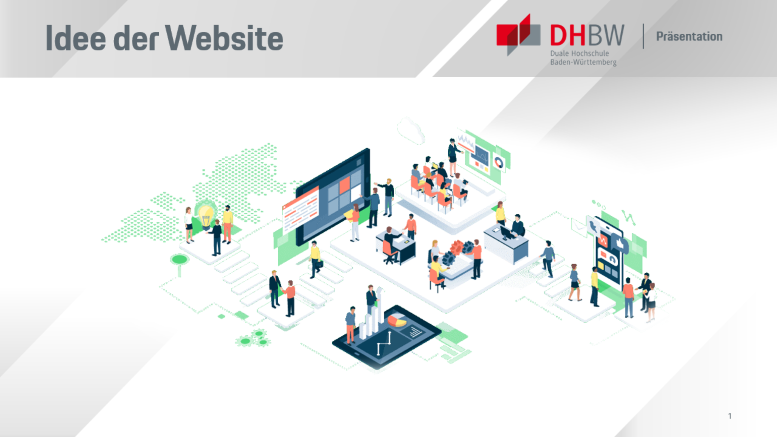 Idee der Website
DHBW
Duale Hochschule
Baden-Württemberg
Präsentation
1